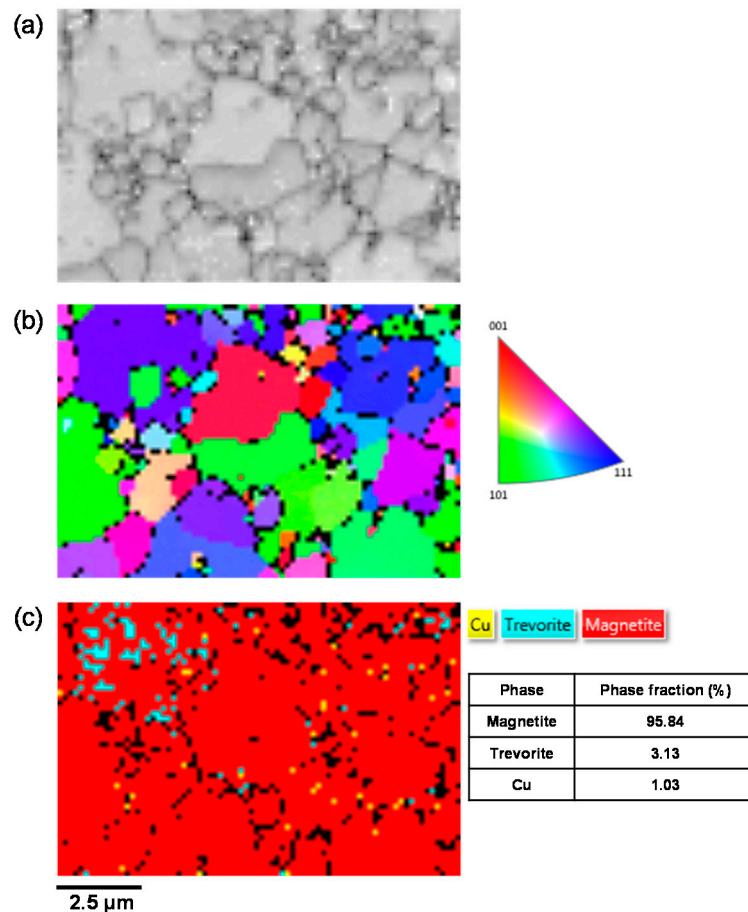 (a)
(b)
001
101
111
(c)
Cu Trevorite Magnetite
Phase Phase fraction (%)
Magnetite 95.84
Trevorite 3.13
Cu 1.03
2.5 μm